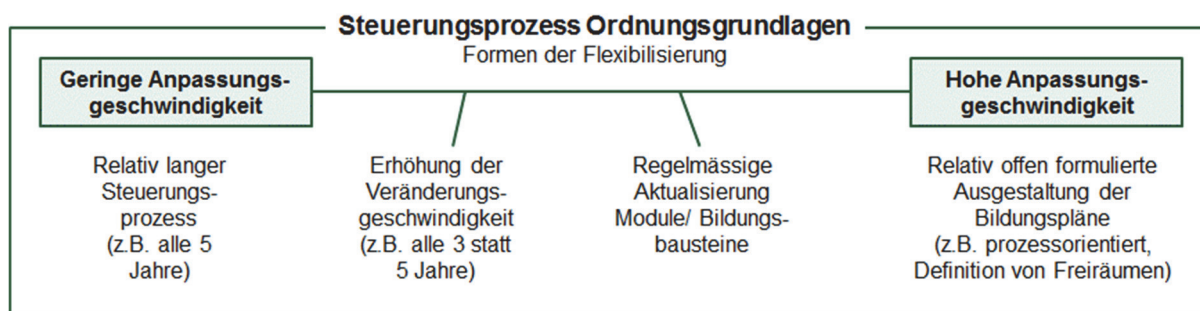 Steuerungsprozess Ordnungsgrundlagen
Formen der Flexibilisierung
Geringe Anpassungs-
geschwindigkeit
Hohe Anpassungs-
geschwindigkeit
Relativ langer
Steuerungs-
prozess
(z.B. alle 5
Jahre)
Erhöhung der
Veränderungs-
geschwindigkeit
(z.B. alle 3 statt
5 Jahre)
Regelmässige
Aktualisierung
Module/ Bildungs-
bausteine
Relativ offen formulierte
Ausgestaltung der
Bildungspläne
(z.B. prozessorientiert,
Definition von Freiräumen)